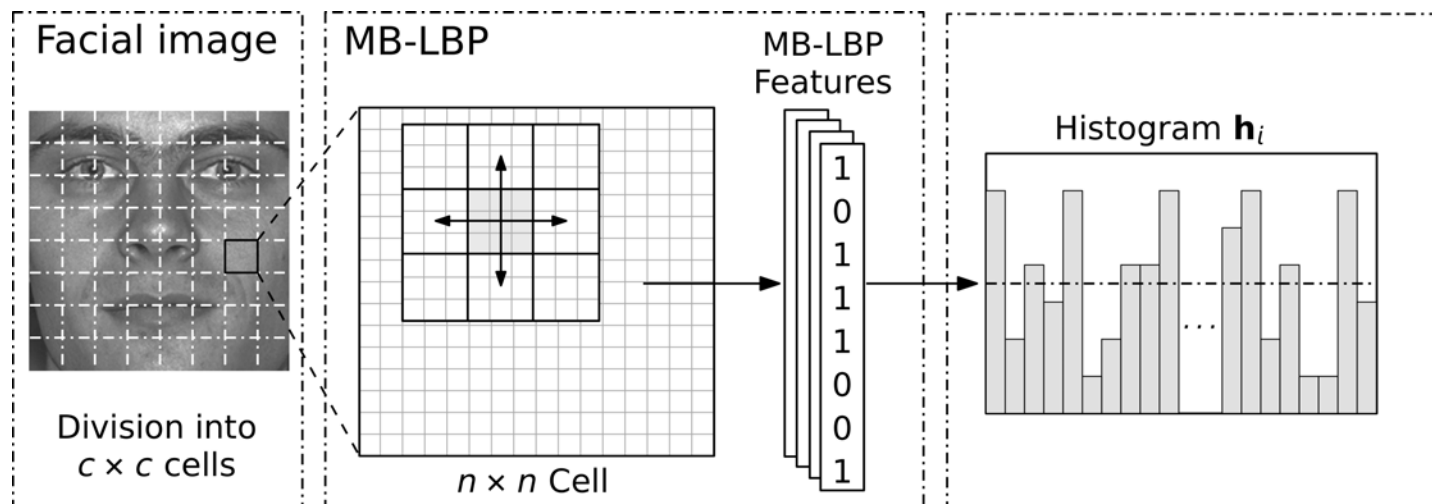 Facial image
Division into
c × c cells
MB-LBP
n × n Cell
MB-LBP
Features
1
0
1
1
1
0
0
1
Histogram hᵢ
...